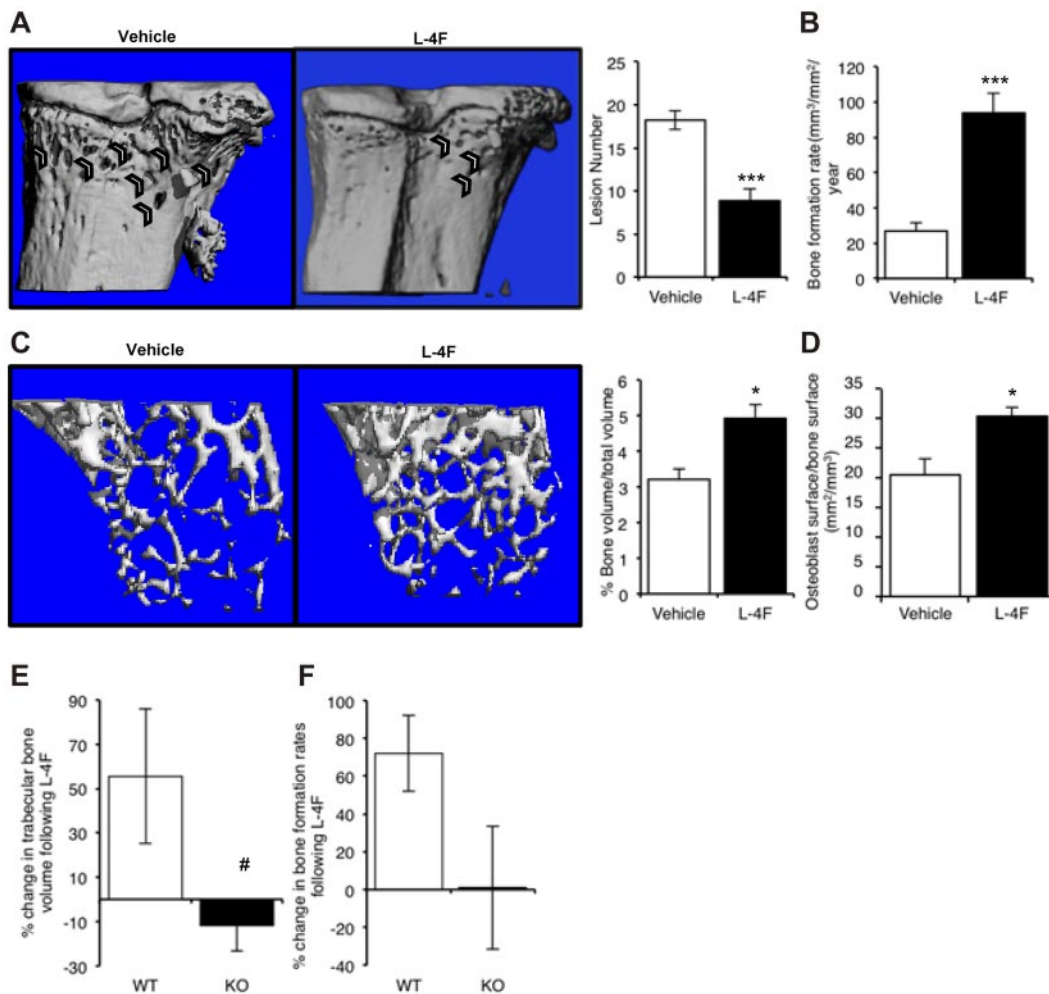 A
Vehicle
L-4F
Lesion Number
25
20
15
10
5
0
***
Vehicle
L-4F
B
Bone formation rate (mm³/mm²/
year
120
100
80
60
40
20
0
***
Vehicle
L-4F
C
Vehicle
L-4F
% Bone volume/total volume
6
5
4
3
2
1
0
*
Vehicle
L-4F
D
Osteoblast surface/bone surface
(mm²/mm³)
35
30
25
20
15
10
5
0
*
Vehicle
L-4F
E
% change in trabecular bone
volume following L-4F
90
70
50
30
10
-10
-30
#
WT
KO
F
% change in bone formation rates
following L-4F
100
80
60
40
20
0
-20
-40
WT
KO